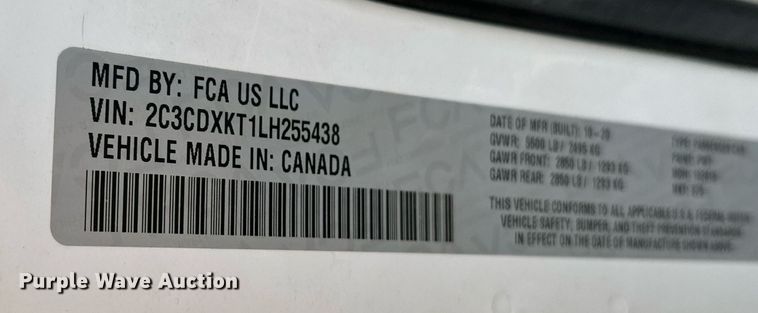 MFD BY: FCA US LLC
VIN: 2C3CDXKT1LH255438
VEHICLE MADE IN: CANADA
DATE OF MFR (BUILT): 10-20
GVWR: 5500 LB / 2495 KG
GAWR FRONT: 2850 LB / 1293 KG
GAWR REAR: 2850 LB / 1293 KG
THIS VEHICLE CONFORMS TO ALL APPLICABLE U.S.A. FEDERAL MOTOR
VEHICLE SAFETY, BUMPER, AND THEFT PREVENTION STANDARDS
IN EFFECT ON THE DATE OF MANUFACTURE SHOWN ABOVE.
Purple Wave Auction